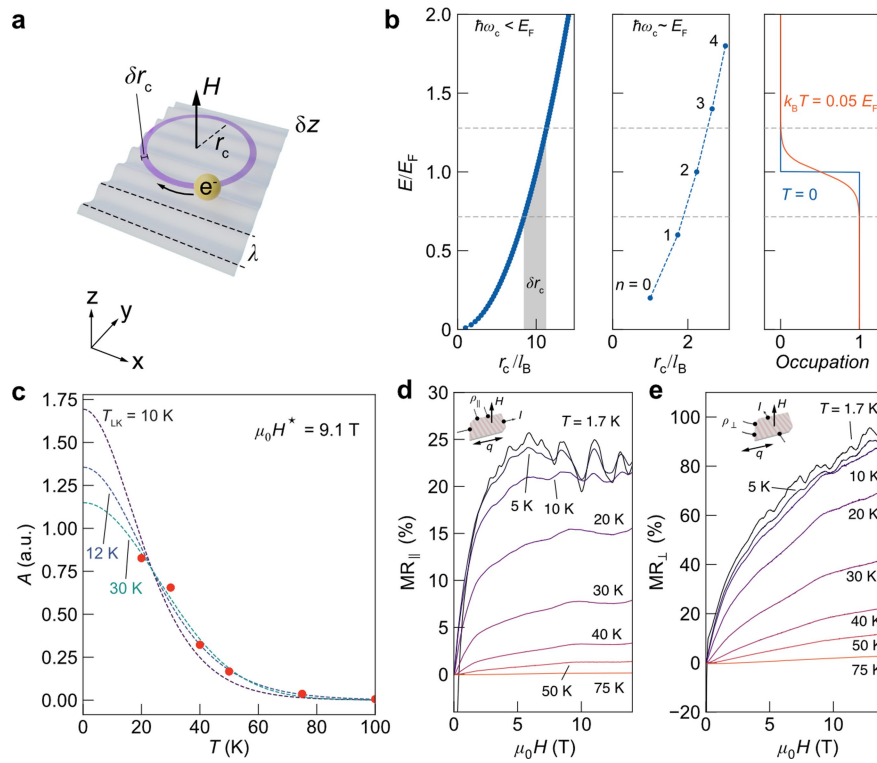 a
δr_c
H
δz
r_c
e⁻
λ
z
y
x
b
2.0
1.5
1.0
0.5
0
E/E_F
ħω_c < E_F
δr_c
0
10
r_c/l_B
ħω_c ~ E_F
4
3
2
1
n = 0
0
2
r_c/l_B
k_BT = 0.05 E_F
T = 0
0
1
Occupation
c
1.75
1.50
1.25
1.00
0.75
0.50
0.25
0.00
A (a.u.)
T_LK = 10 K
μ₀H* = 9.1 T
12 K
30 K
0
20
40
60
80
100
T (K)
d
ρ_∥
H
I
q
T = 1.7 K
30
25
20
15
10
5
0
−5
MR_∥ (%)
5 K
10 K
20 K
30 K
40 K
50 K
75 K
0
5
10
μ₀H (T)
e
H
I
ρ_⊥
q
T = 1.7 K
100
80
60
40
20
0
−20
MR_⊥ (%)
5 K
10 K
20 K
30 K
40 K
50 K
75 K
0
5
10
μ₀H (T)